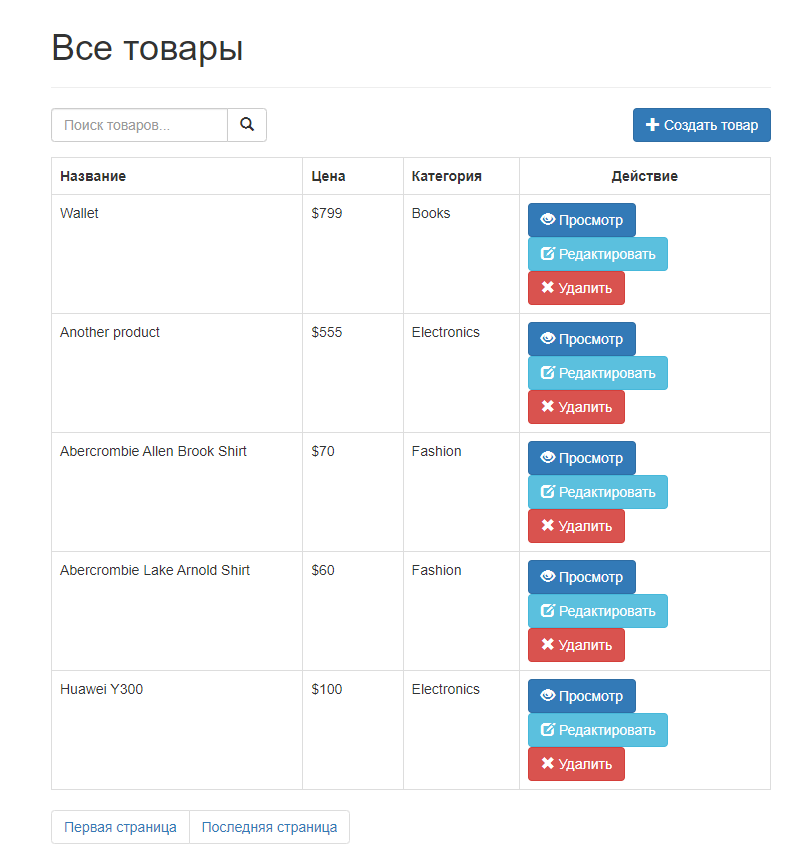 Все товары
Поиск товаров...
Создать товар
Название Цена Категория Действие
Wallet $799 Books Просмотр
Редактировать
Удалить
Another product $555 Electronics Просмотр
Редактировать
Удалить
Abercrombie Allen Brook Shirt $70 Fashion Просмотр
Редактировать
Удалить
Abercrombie Lake Arnold Shirt $60 Fashion Просмотр
Редактировать
Удалить
Huawei Y300 $100 Electronics Просмотр
Редактировать
Удалить
Первая страница Последняя страница